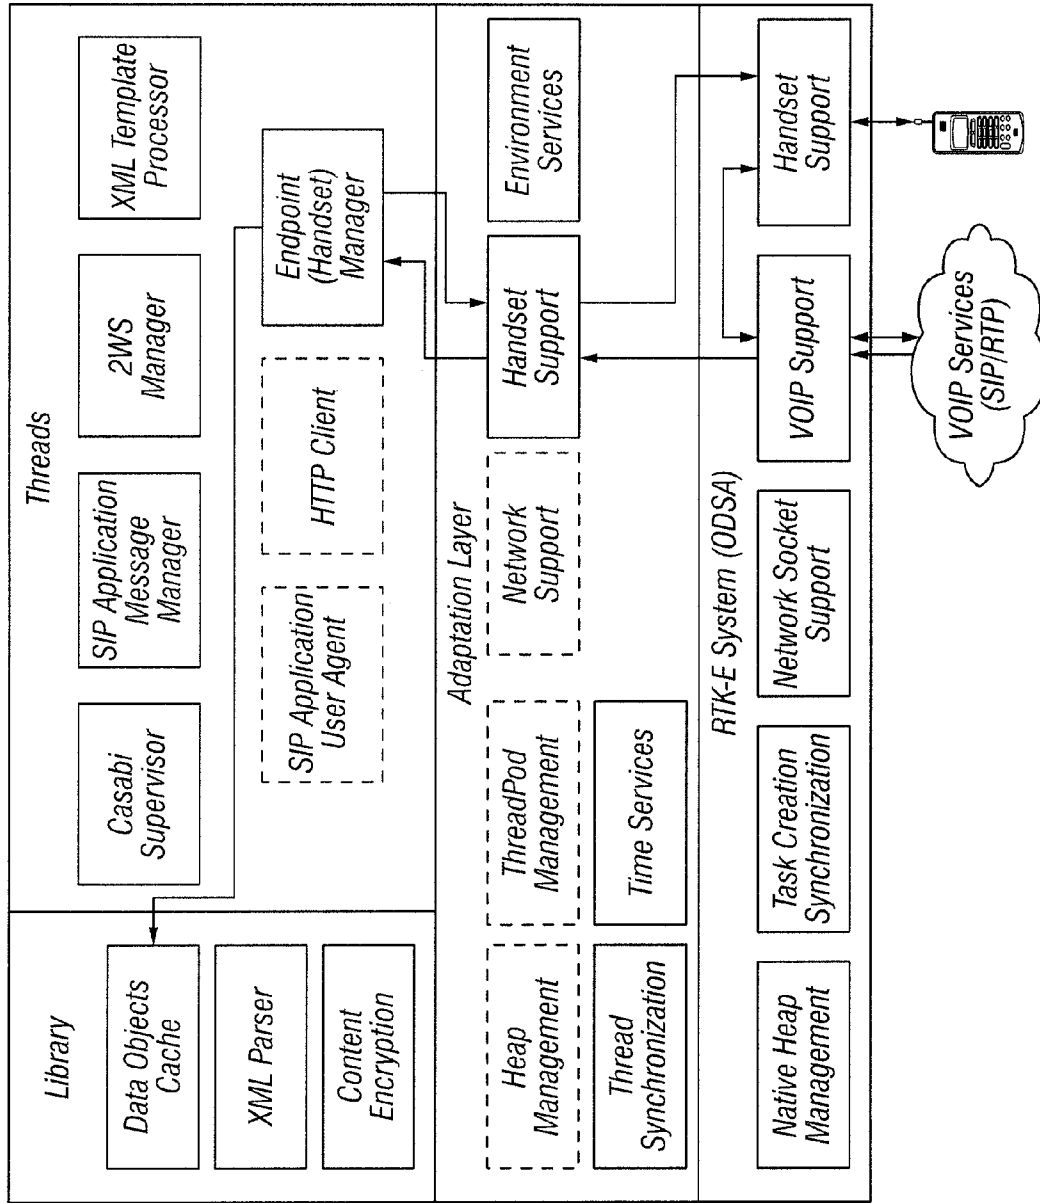 Library
Data Objects
Cache
XML Parser
Content
Encryption
Threads
Casabi
Supervisor
SIP Application
Message
Manager
2WS
Manager
XML Template
Processor
SIP Application
User Agent
HTTP Client
Endpoint
(Handset)
Manager
Adaptation Layer
Heap
Management
ThreadPod
Management
Network
Support
Handset
Support
Environment
Services
Thread
Synchronization
Time Services
RTK-E System (ODSA)
Native Heap
Management
Task Creation
Synchronization
Network Socket
Support
VOIP Support
Handset
Support
VOIP Services
(SIP/RTP)